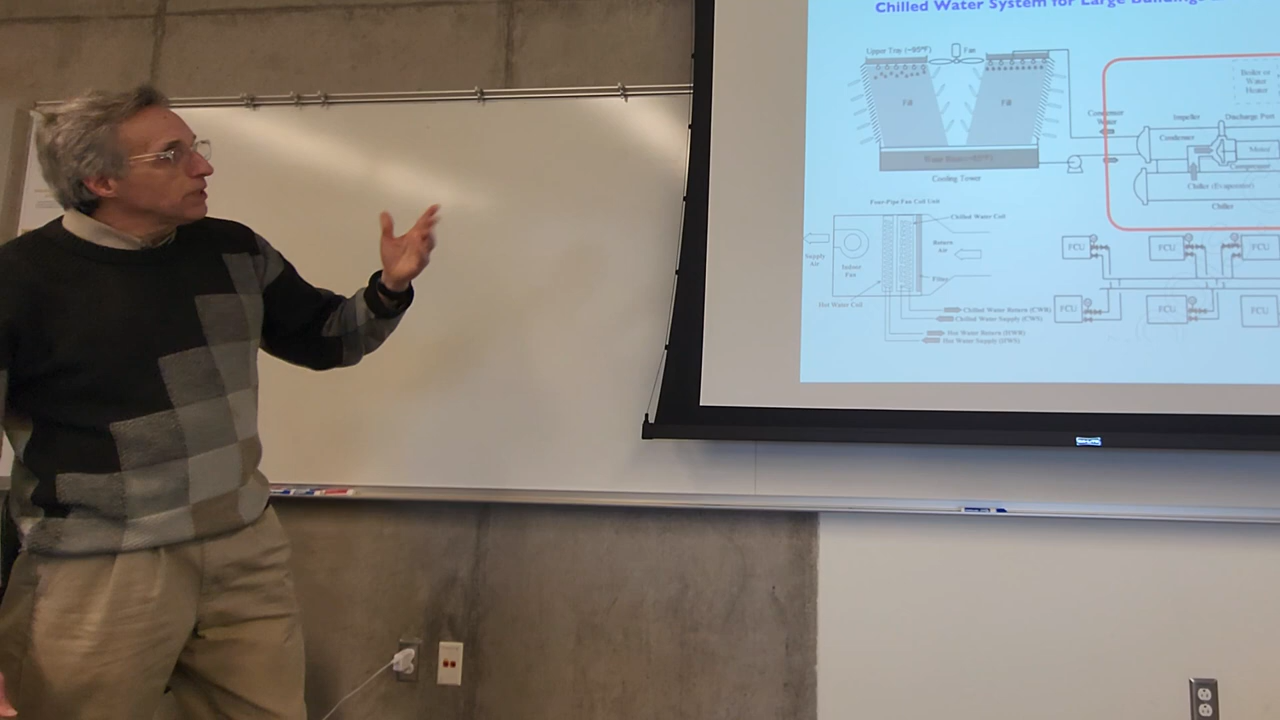 Chilled Water System for Large Buildings
Upper Tray (~95°F)
Fan
Fill
Fill
Cooling Tower
Condenser
Water
Boiler or
Water
Heater
Impeller
Discharge Port
Condenser
Motor
Compressor
Chiller (Evaporator)
Chiller
Four-Pipe Fan Coil Unit
Chilled Water Coil
Return
Air
Supply
Air
Indoor
Fan
Filter
Hot Water Coil
Chilled Water Return (CWR)
Chilled Water Supply (CWS)
Hot Water Return (HWR)
Hot Water Supply (HWS)
FCU
FCU
FCU
FCU
FCU
FCU